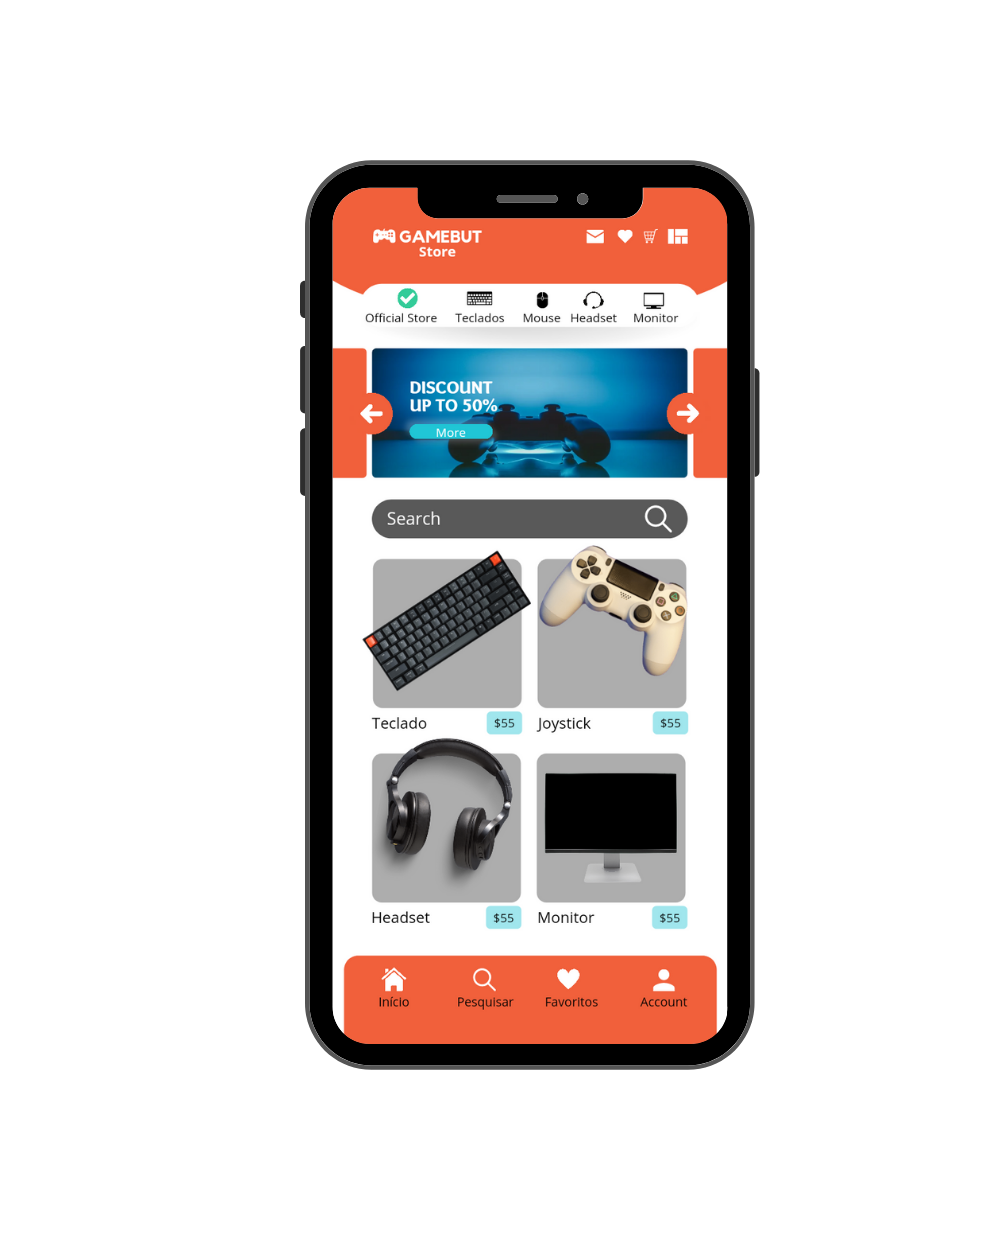 GAMEBUT
Store
Official Store
Teclados
Mouse
Headset
Monitor
DISCOUNT
UP TO 50%
More
Search
Teclado
$55
Joystick
$55
Headset
$55
Monitor
$55
Início
Pesquisar
Favoritos
Account